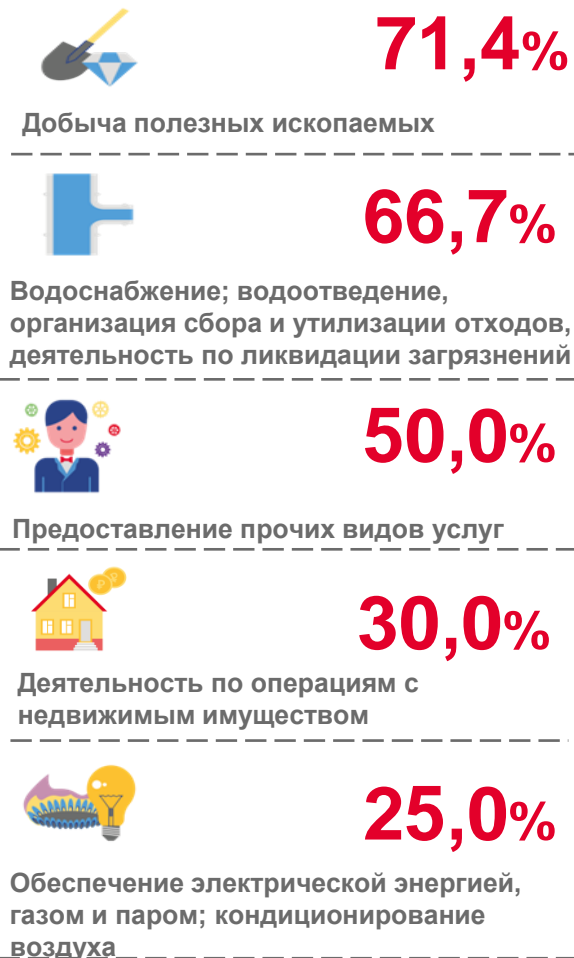 71,4%
Добыча полезных ископаемых
66,7%
Водоснабжение; водоотведение,
организация сбора и утилизации отходов,
деятельность по ликвидации загрязнений
50,0%
Предоставление прочих видов услуг
30,0%
Деятельность по операциям с
недвижимым имуществом
25,0%
Обеспечение электрической энергией,
газом и паром; кондиционирование
воздуха